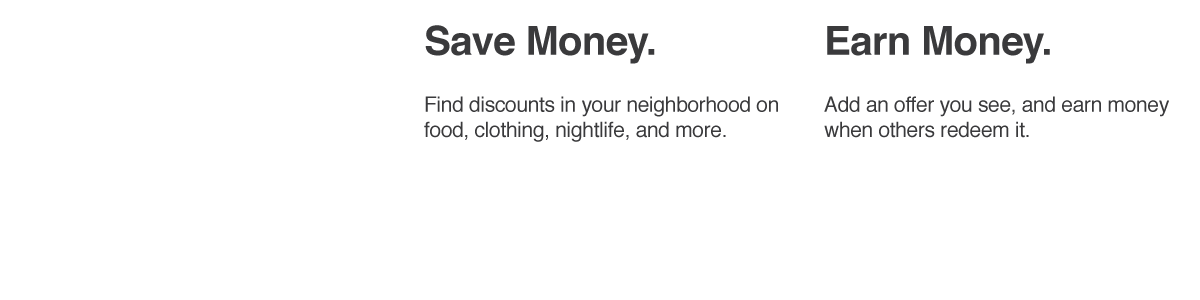 Save Money.
Find discounts in your neighborhood on
food, clothing, nightlife, and more.
Earn Money.
Add an offer you see, and earn money
when others redeem it.